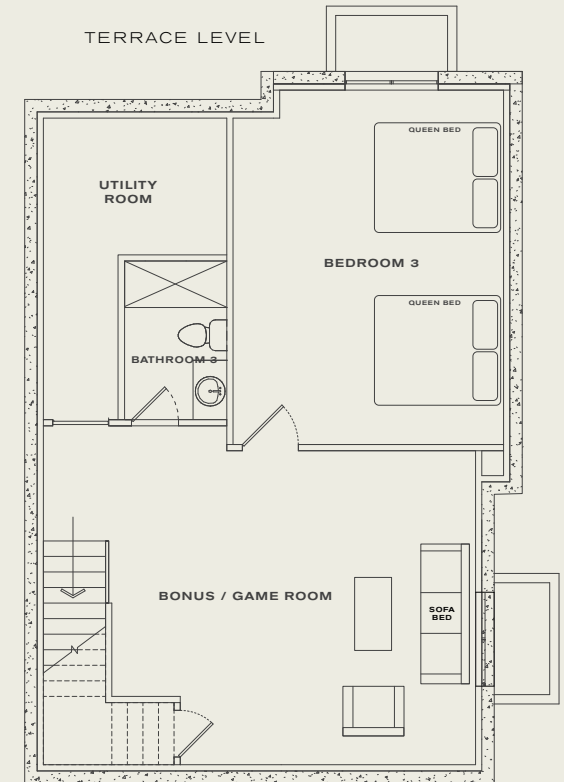 TERRACE LEVEL
QUEEN BED
UTILITY
ROOM
BEDROOM 3
QUEEN BED
BATHROOM 3
BONUS / GAME ROOM
SOFA
BED